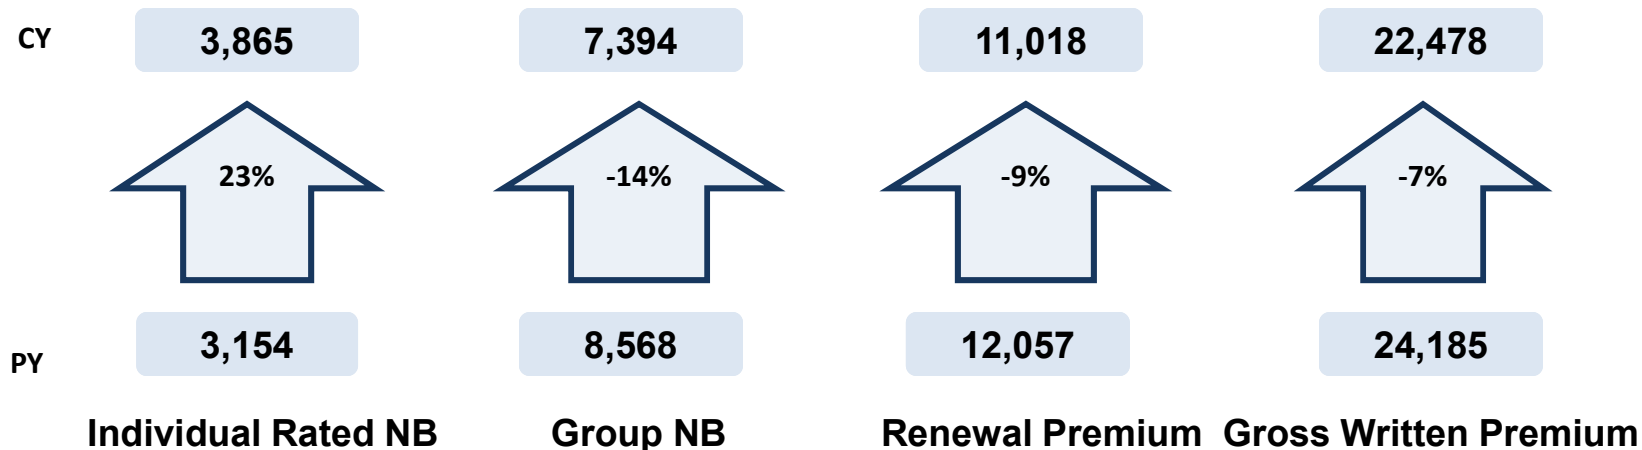 CY 3,865 7,394 11,018 22,478
23% -14% -9% -7%
PY 3,154 8,568 12,057 24,185
Individual Rated NB Group NB Renewal Premium Gross Written Premium